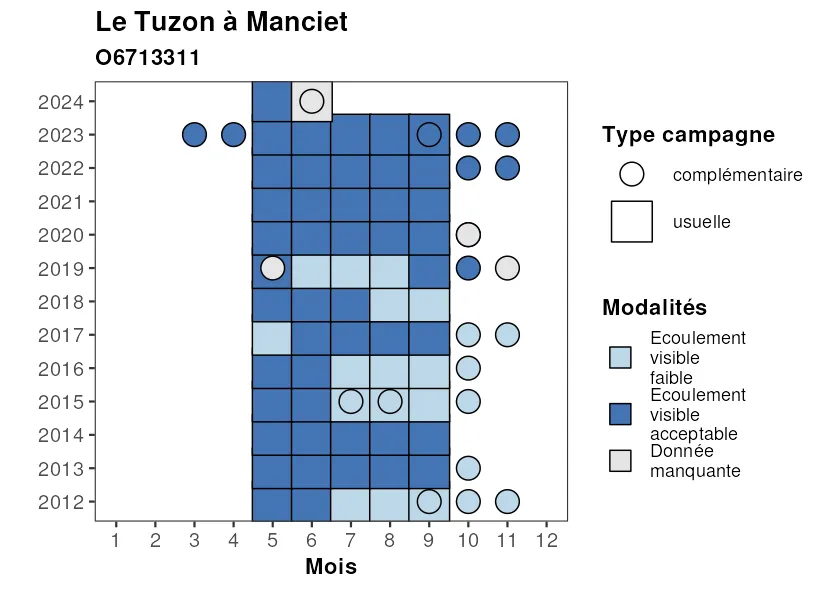 Le Tuzon à Manciet
O6713311
2024
2023
2022
2021
2020
2019
2018
2017
2016
2015
2014
2013
2012
1 2 3 4 5 6 7 8 9 10 11 12
Mois
Type campagne
complémentaire
usuelle
Modalités
Ecoulement
visible
faible
Ecoulement
visible
acceptable
Donnée
manquante